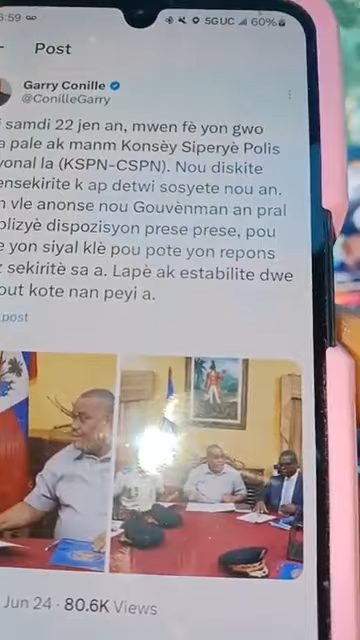 5:59
5GUC 60%
Post
Garry Conille
@ConilleGarry
samdi 22 jen an, mwen fè yon gwo
pale ak manm Konsèy Siperyè Polis
yonal la (KSPN-CSPN). Nou diskite
ensekirite k ap detwi sosyete nou an.
vle anonse nou Gouvènman an pral
blizyè dispozisyon prese prese, pou
yon siyal klè pou pote yon repons
sekirite sa a. Lapè ak estabilite dwe
out kote nan peyi a.
post
Jun 24 · 80.6K Views